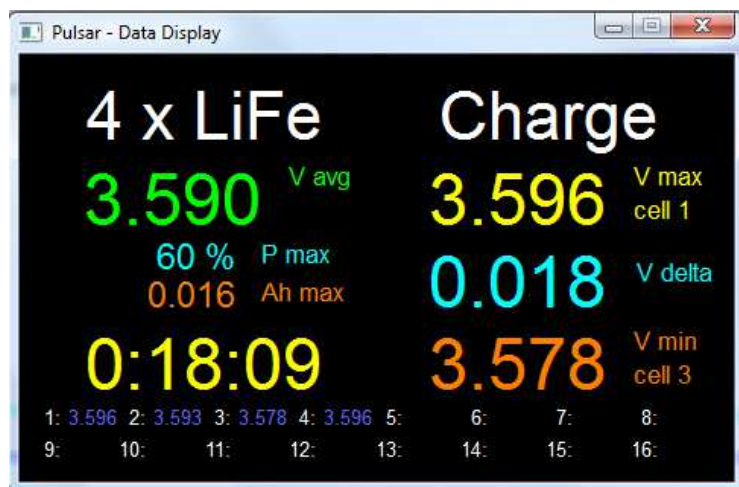 Pulsar - Data Display
4 x LiFe Charge
3.590 V avg 3.596 V max cell 1
60 % P max
0.016 Ah max
0.018 V delta
0:18:09 3.578 V min cell 3
1: 3.596 2: 3.593 3: 3.578 4: 3.596 5: 6: 7: 8:
9: 10: 11: 12: 13: 14: 15: 16: